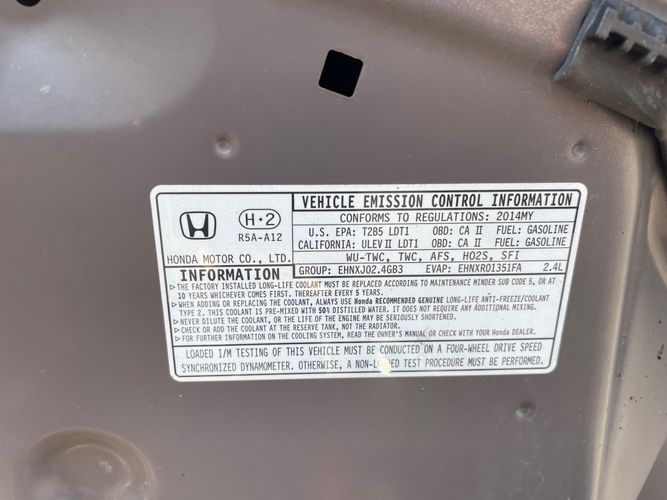 VEHICLE EMISSION CONTROL INFORMATION
CONFORMS TO REGULATIONS: 2014MY
H·2
R5A-A12
HONDA MOTOR CO., LTD.
U.S. EPA: T2B5 LDT1 OBD: CA II FUEL: GASOLINE
CALIFORNIA: ULEV II LDT1 OBD: CA II FUEL: GASOLINE
WU-TWC, TWC, AFS, HO2S, SFI
GROUP: EHNXJ02.4GB3 EVAP: EHNXR01351FA 2.4L
INFORMATION
▷THE FACTORY INSTALLED LONG-LIFE COOLANT MUST BE REPLACED ACCORDING TO MAINTENANCE MINDER SUB CODE 5, OR AT
10 YEARS WHICHEVER COMES FIRST. THEREAFTER EVERY 5 YEARS.
▷WHEN ADDING OR REPLACING THE COOLANT, ALWAYS USE Honda RECOMMENDED GENUINE LONG-LIFE ANTI-FREEZE/COOLANT
TYPE 2. THIS COOLANT IS PRE-MIXED WITH 50% DISTILLED WATER. IT DOES NOT REQUIRE ANY ADDITIONAL MIXING.
▷NEVER DILUTE THE COOLANT, OR THE LIFE OF THE ENGINE MAY BE SERIOUSLY SHORTENED.
▷CHECK OR ADD THE COOLANT AT THE RESERVE TANK, NOT THE RADIATOR.
▷FOR FURTHER INFORMATION ON THE COOLING SYSTEM, READ THE OWNER'S MANUAL OR CHECK WITH YOUR Honda DEALER.
LOADED I/M TESTING OF THIS VEHICLE MUST BE CONDUCTED ON A FOUR-WHEEL DRIVE SPEED
SYNCHRONIZED DYNAMOMETER. OTHERWISE, A NON-LOADED TEST PROCEDURE MUST BE PERFORMED.